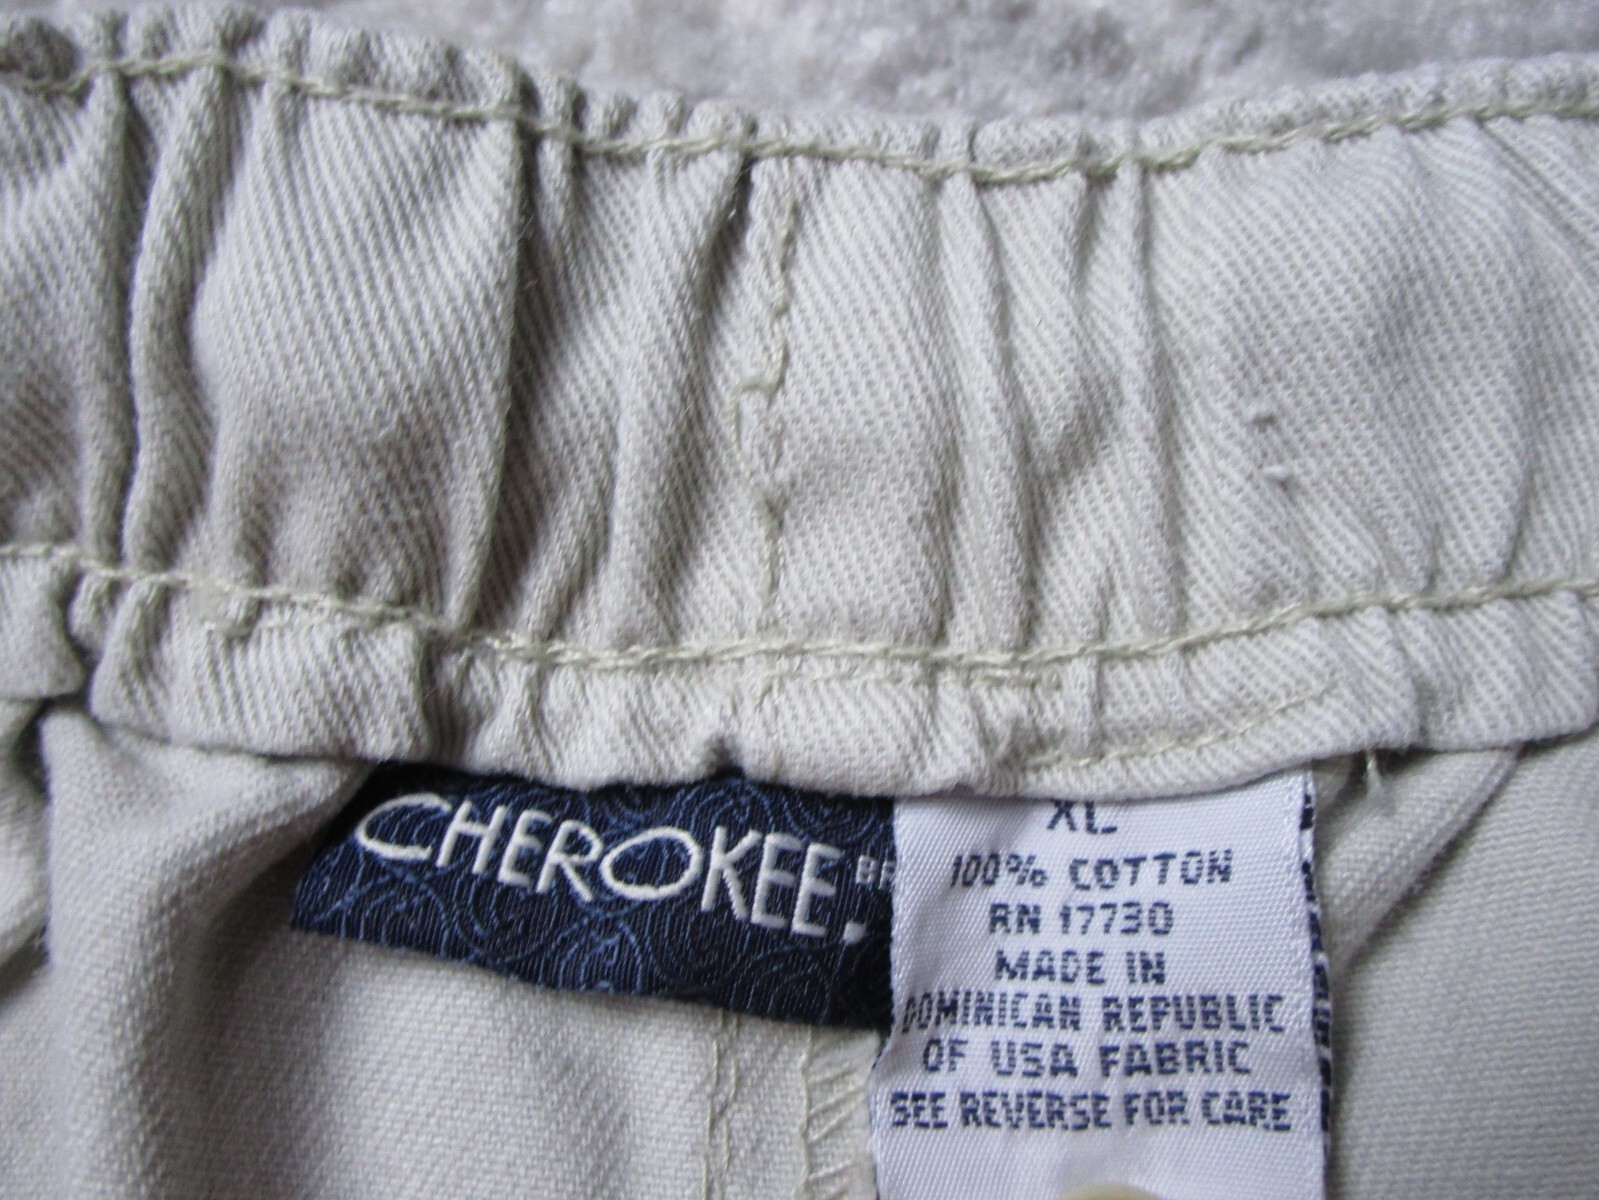 CHEROKEE.
XL
100% COTTON
RN 17730
MADE IN
DOMINICAN REPUBLIC
OF USA FABRIC
SEE REVERSE FOR CARE